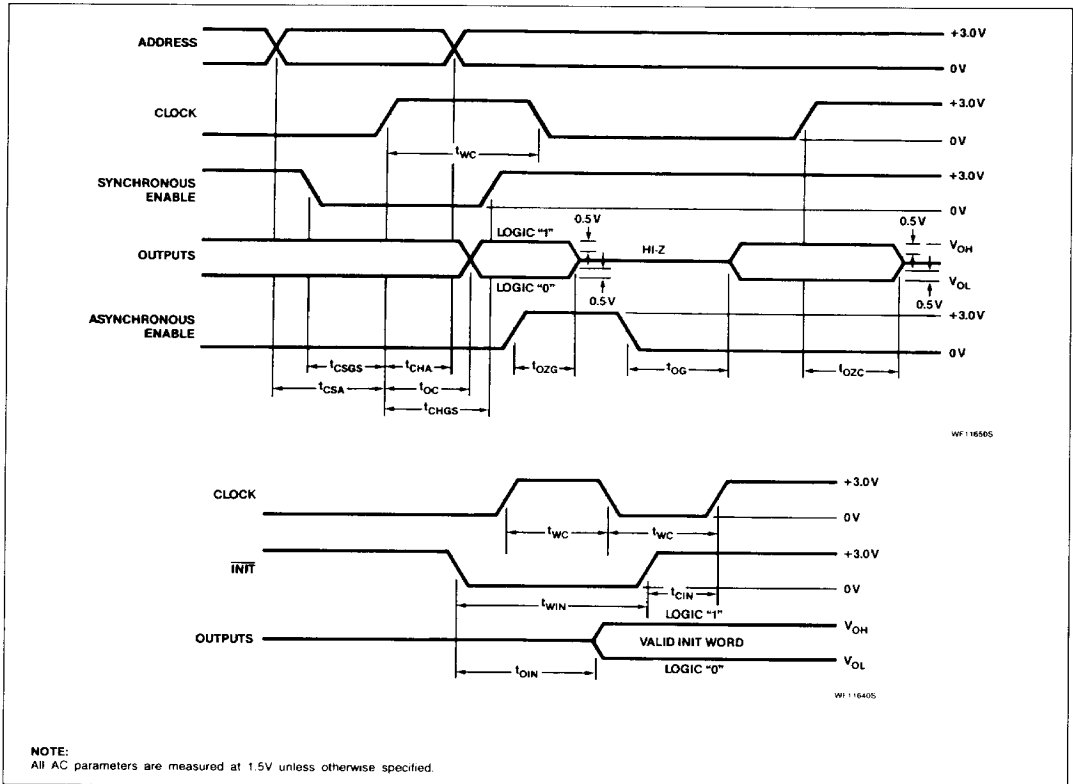 ADDRESS
+3.0V
0V
CLOCK
+3.0V
0V
tWC
SYNCHRONOUS
ENABLE
+3.0V
0V
OUTPUTS
LOGIC "1"
LOGIC "0"
0.5V
0.5V
HI-Z
0.5V
VOH
VOL
0.5V
ASYNCHRONOUS
ENABLE
+3.0V
0V
tCSGS
tCHA
tOZG
tOG
tOZC
tCSA
tOC
tCHGS
WF11650S
CLOCK
+3.0V
0V
tWC
tWC
INIT
+3.0V
0V
tWIN
tCIN
OUTPUTS
LOGIC "1"
VALID INIT WORD
LOGIC "0"
VOH
VOL
tOIN
WF11640S
NOTE:
All AC parameters are measured at 1.5V unless otherwise specified.